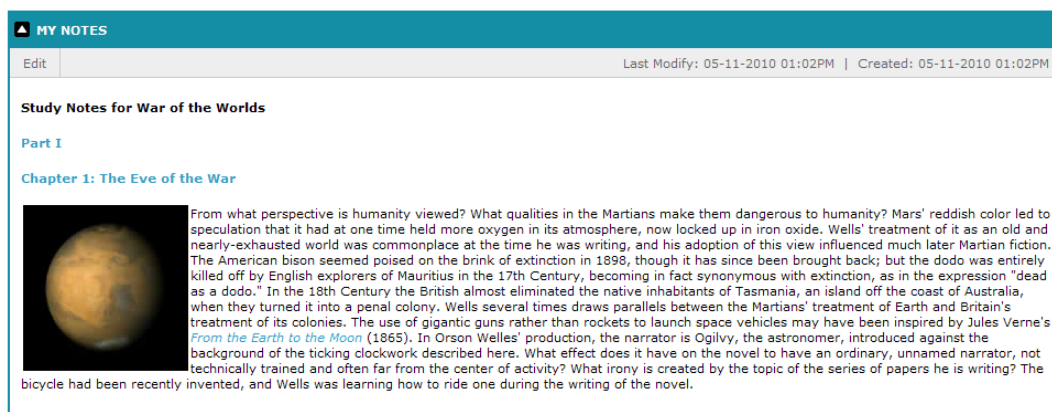 MY NOTES
Edit
Last Modify: 05-11-2010 01:02PM | Created: 05-11-2010 01:02PM
Study Notes for War of the Worlds
Part I
Chapter 1: The Eve of the War
From what perspective is humanity viewed? What qualities in the Martians make them dangerous to humanity? Mars' reddish color led to
speculation that it had at one time held more oxygen in its atmosphere, now locked up in iron oxide. Wells' treatment of it as an old and
nearly-exhausted world was commonplace at the time he was writing, and his adoption of this view influenced much later Martian fiction.
The American bison seemed poised on the brink of extinction in 1898, though it has since been brought back; but the dodo was entirely
killed off by English explorers of Mauritius in the 17th Century, becoming in fact synonymous with extinction, as in the expression "dead
as a dodo." In the 18th Century the British almost eliminated the native inhabitants of Tasmania, an island off the coast of Australia,
when they turned it into a penal colony. Wells several times draws parallels between the Martians' treatment of Earth and Britain's
treatment of its colonies. The use of gigantic guns rather than rockets to launch space vehicles may have been inspired by Jules Verne's
From the Earth to the Moon (1865). In Orson Welles' production, the narrator is Ogilvy, the astronomer, introduced against the
background of the ticking clockwork described here. What effect does it have on the novel to have an ordinary, unnamed narrator, not
technically trained and often far from the center of activity? What irony is created by the topic of the series of papers he is writing? The
bicycle had been recently invented, and Wells was learning how to ride one during the writing of the novel.